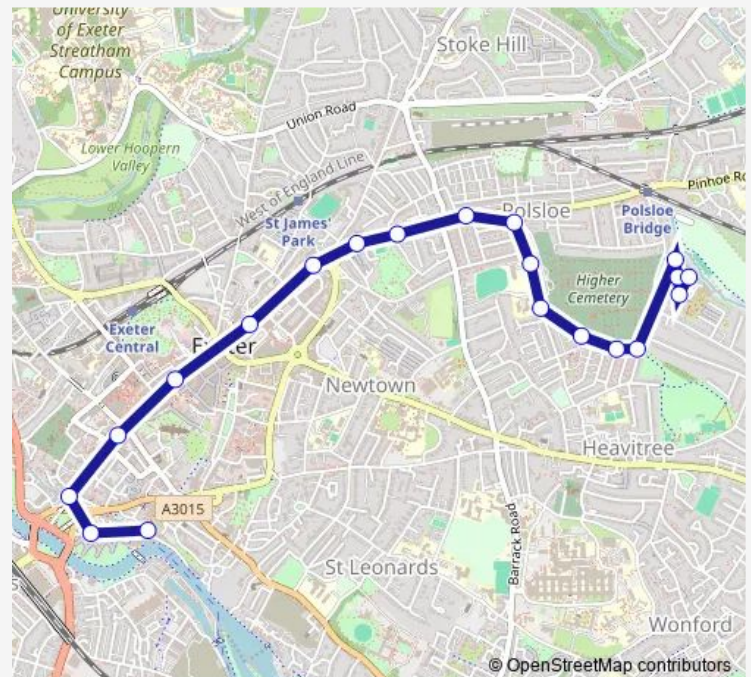 University
of Exeter
Streatham
Campus
Stoke Hill
Union Road
Lower Hoopern
Valley
West of England Line
Pinhoe Ro
St James'
Park
Polsloe
Polsloe
Bridge
Higher
Cemetery
Exeter
Central
Exeter
Newtown
Heavitree
A3015
Barrack Road
St Leonards
Wonford
© OpenStreetMap contributors